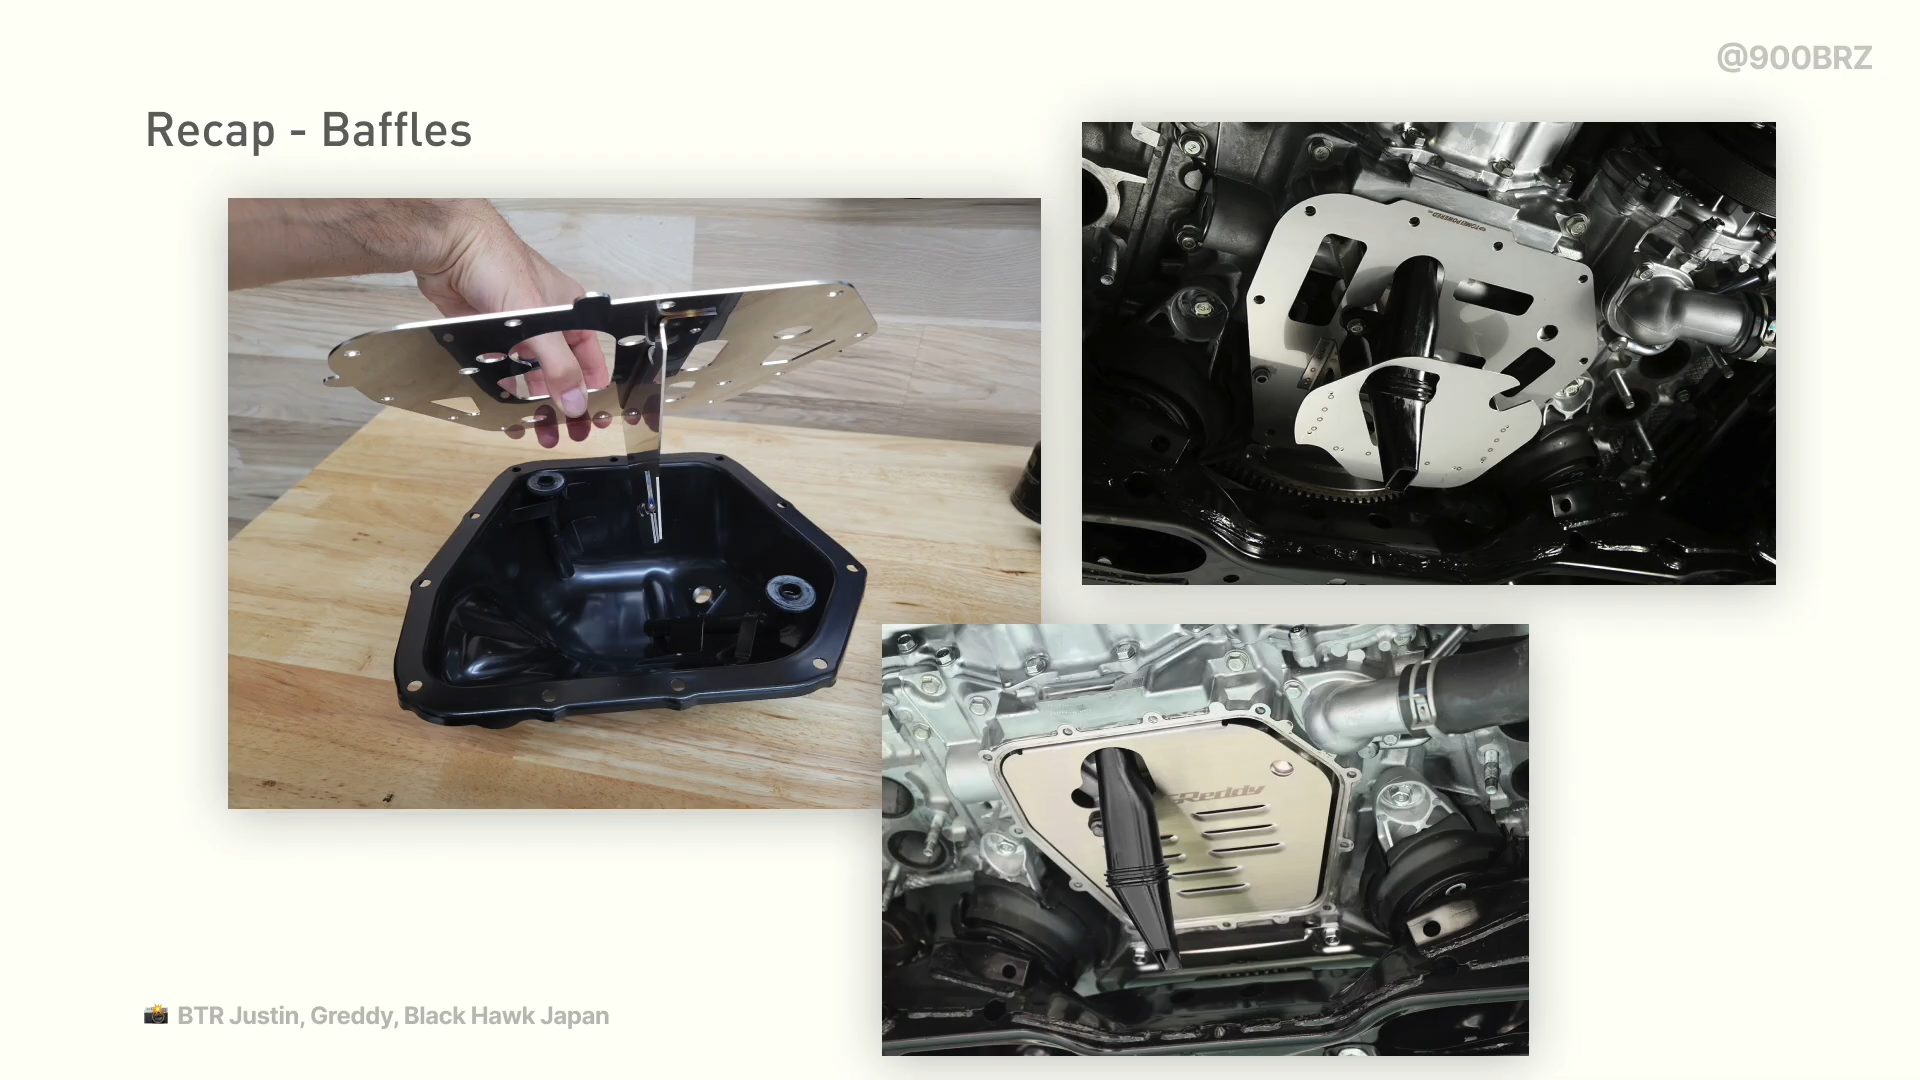 @900BRZ
Recap - Baffles
GReddy
BTR Justin, Greddy, Black Hawk Japan